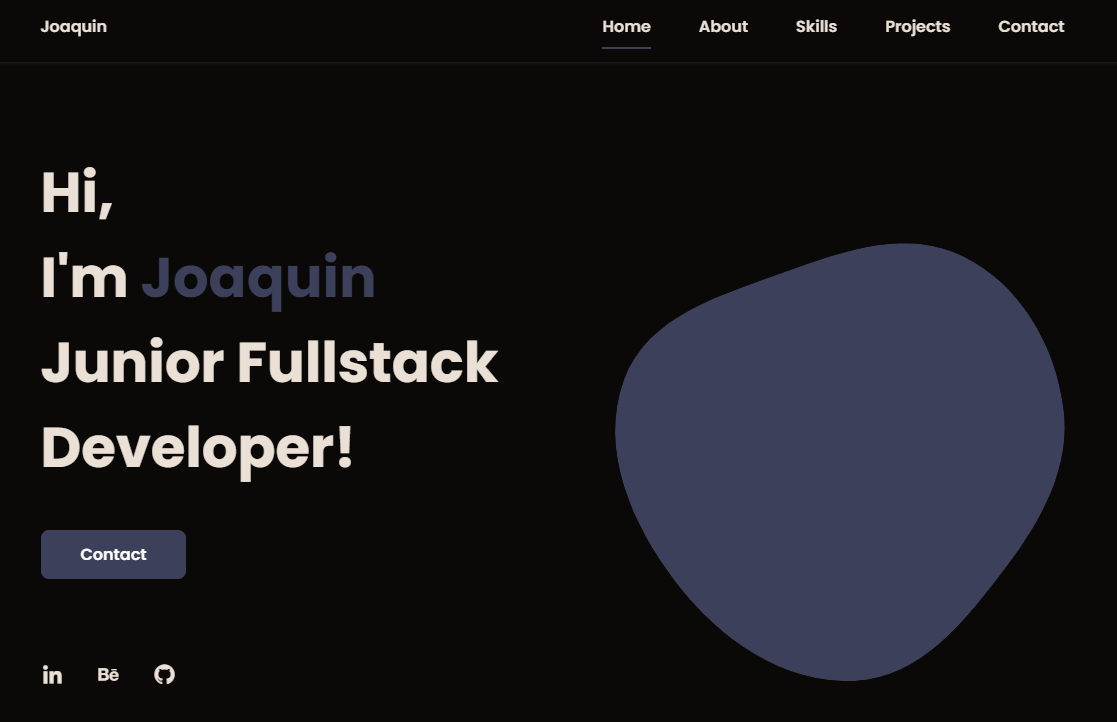 Joaquin
Home About Skills Projects Contact
Hi,
I'm Joaquin
Junior Fullstack
Developer!
Contact
in Bē